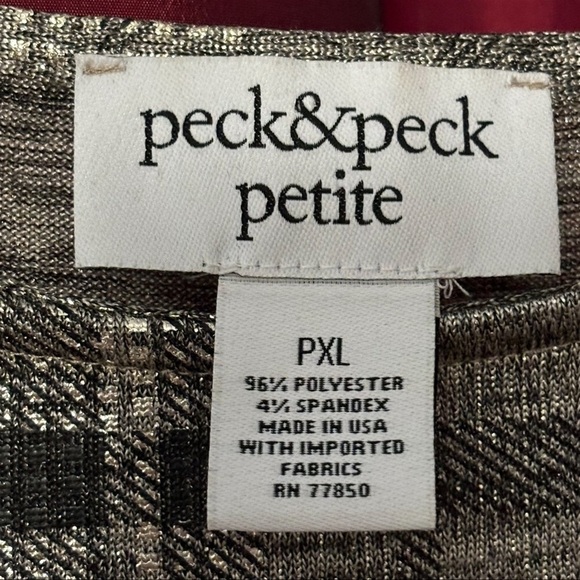 peck&peck
petite
PXL
96% POLYESTER
4% SPANDEX
MADE IN USA
WITH IMPORTED
FABRICS
RN 77850